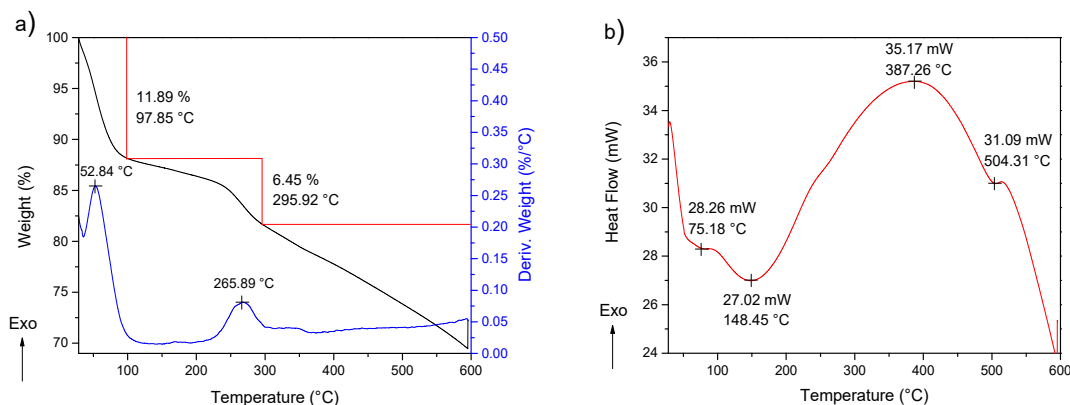 a)
100
95
90
85
80
75
70
Weight (%)
11.89 %
97.85 °C
52.84 °C
6.45 %
295.92 °C
265.89 °C
0.50
0.45
0.40
0.35
0.30
0.25
0.20
0.15
0.10
0.05
0.00
Deriv. Weight (%/°C)
100 200 300 400 500 600
Temperature (°C)
Exo
b)
36
34
32
30
28
26
24
Heat Flow (mW)
35.17 mW
387.26 °C
31.09 mW
504.31 °C
28.26 mW
75.18 °C
27.02 mW
148.45 °C
100 200 300 400 500 600
Temperature (°C)
Exo